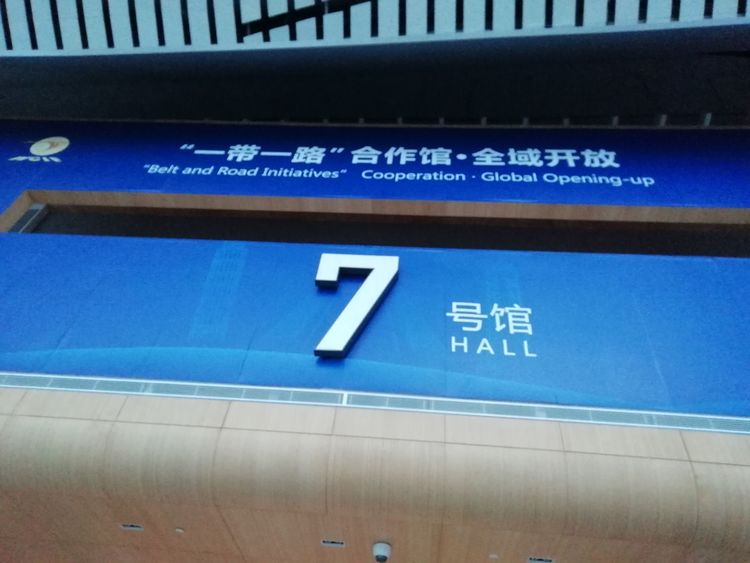 “一带一路”合作馆·全域开放
"Belt and Road Initiatives" Cooperation · Global Opening-up
7
号馆
HALL